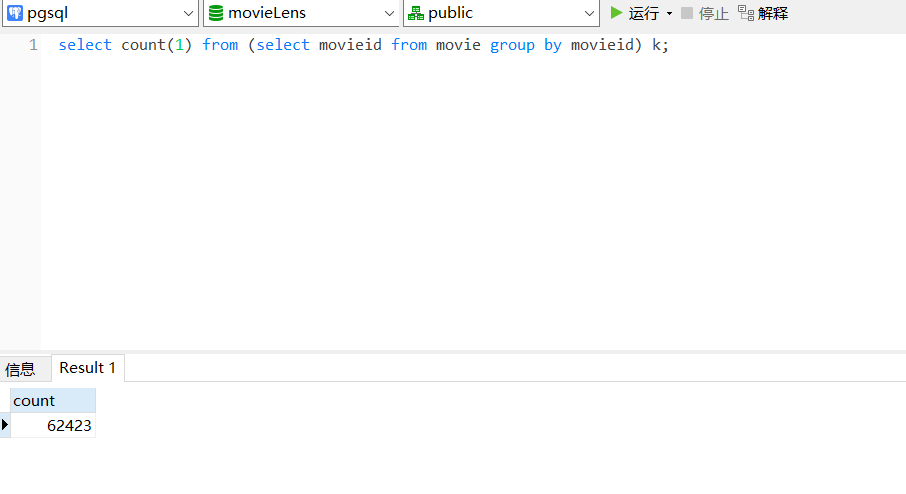 pgsql movieLens public 运行 停止 解释
1 select count(1) from (select movieid from movie group by movieid) k;
信息 Result 1
count
62423